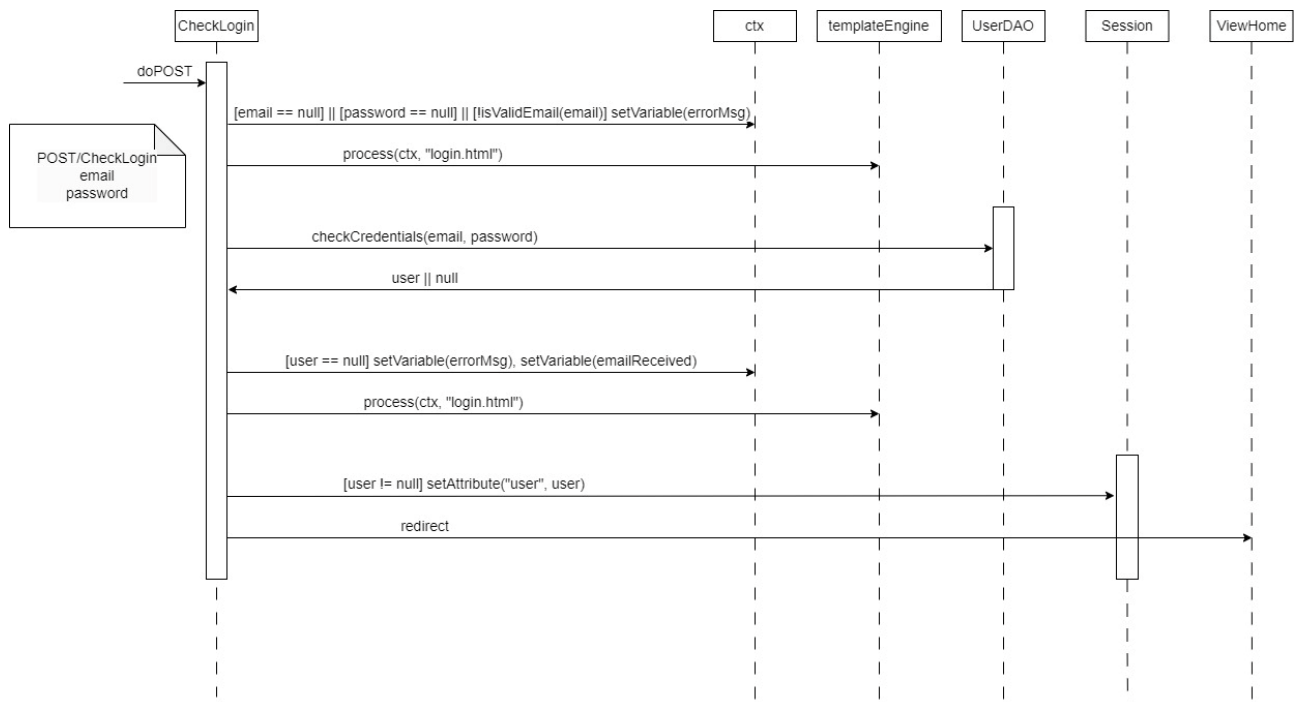 CheckLogin
ctx
templateEngine
UserDAO
Session
ViewHome
doPOST
[email == null] || [password == null] || [!isValidEmail(email)] setVariable(errorMsg)
POST/CheckLogin
email
password
process(ctx, "login.html")
checkCredentials(email, password)
user || null
[user == null] setVariable(errorMsg), setVariable(emailReceived)
process(ctx, "login.html")
[user != null] setAttribute("user", user)
redirect